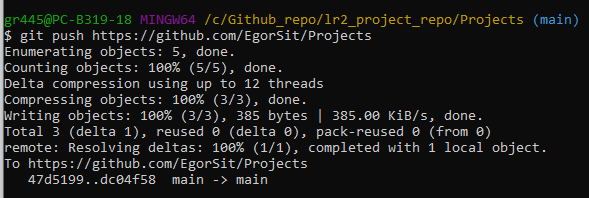 gr445@PC-B319-18 MINGW64 /c/Github_repo/lr2_project_repo/Projects (main)
$ git push https://github.com/EgorSit/Projects
Enumerating objects: 5, done.
Counting objects: 100% (5/5), done.
Delta compression using up to 12 threads
Compressing objects: 100% (3/3), done.
Writing objects: 100% (3/3), 385 bytes | 385.00 KiB/s, done.
Total 3 (delta 1), reused 0 (delta 0), pack-reused 0 (from 0)
remote: Resolving deltas: 100% (1/1), completed with 1 local object.
To https://github.com/EgorSit/Projects
   47d5199..dc04f58  main -> main